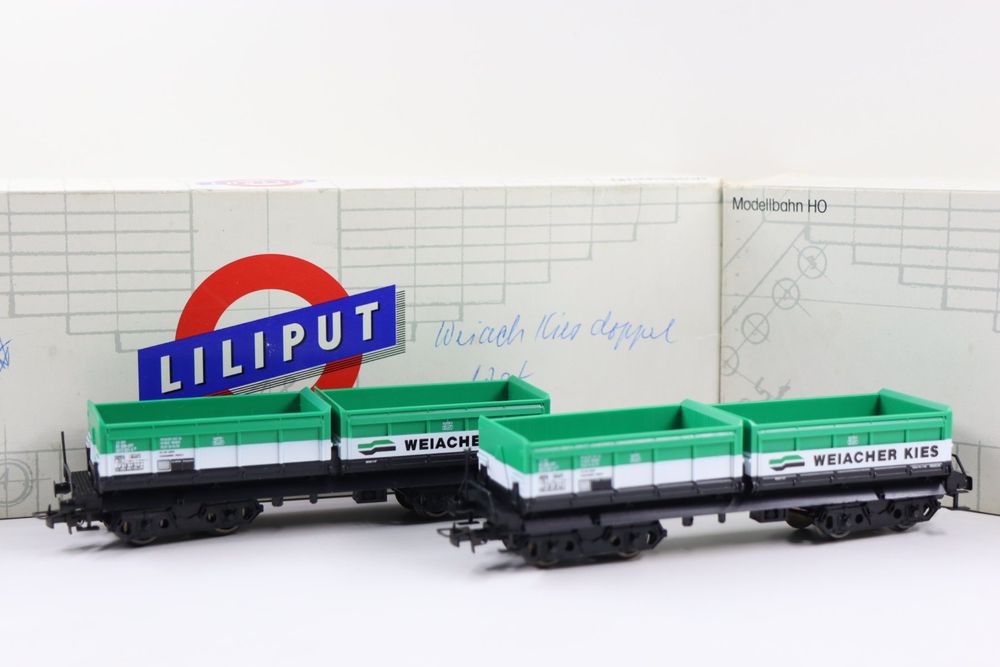 Modellbahn HO
LILIPUT
Weiach Kies doppel
WEIACHER
WEIACHER KIES